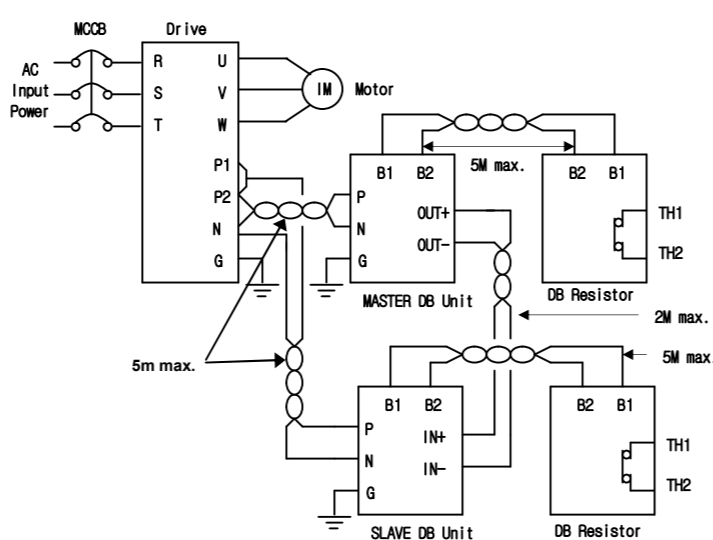 MCCB
Drive
AC
Input
Power
R
S
T
U
V
W
IM
Motor
P1
P2
N
G
B1
B2
P
N
G
OUT+
OUT-
MASTER DB Unit
5M max.
B2
B1
TH1
TH2
DB Resistor
2M max.
5m max.
5M max.
B1
B2
P
N
G
IN+
IN-
SLAVE DB Unit
B2
B1
TH1
TH2
DB Resistor